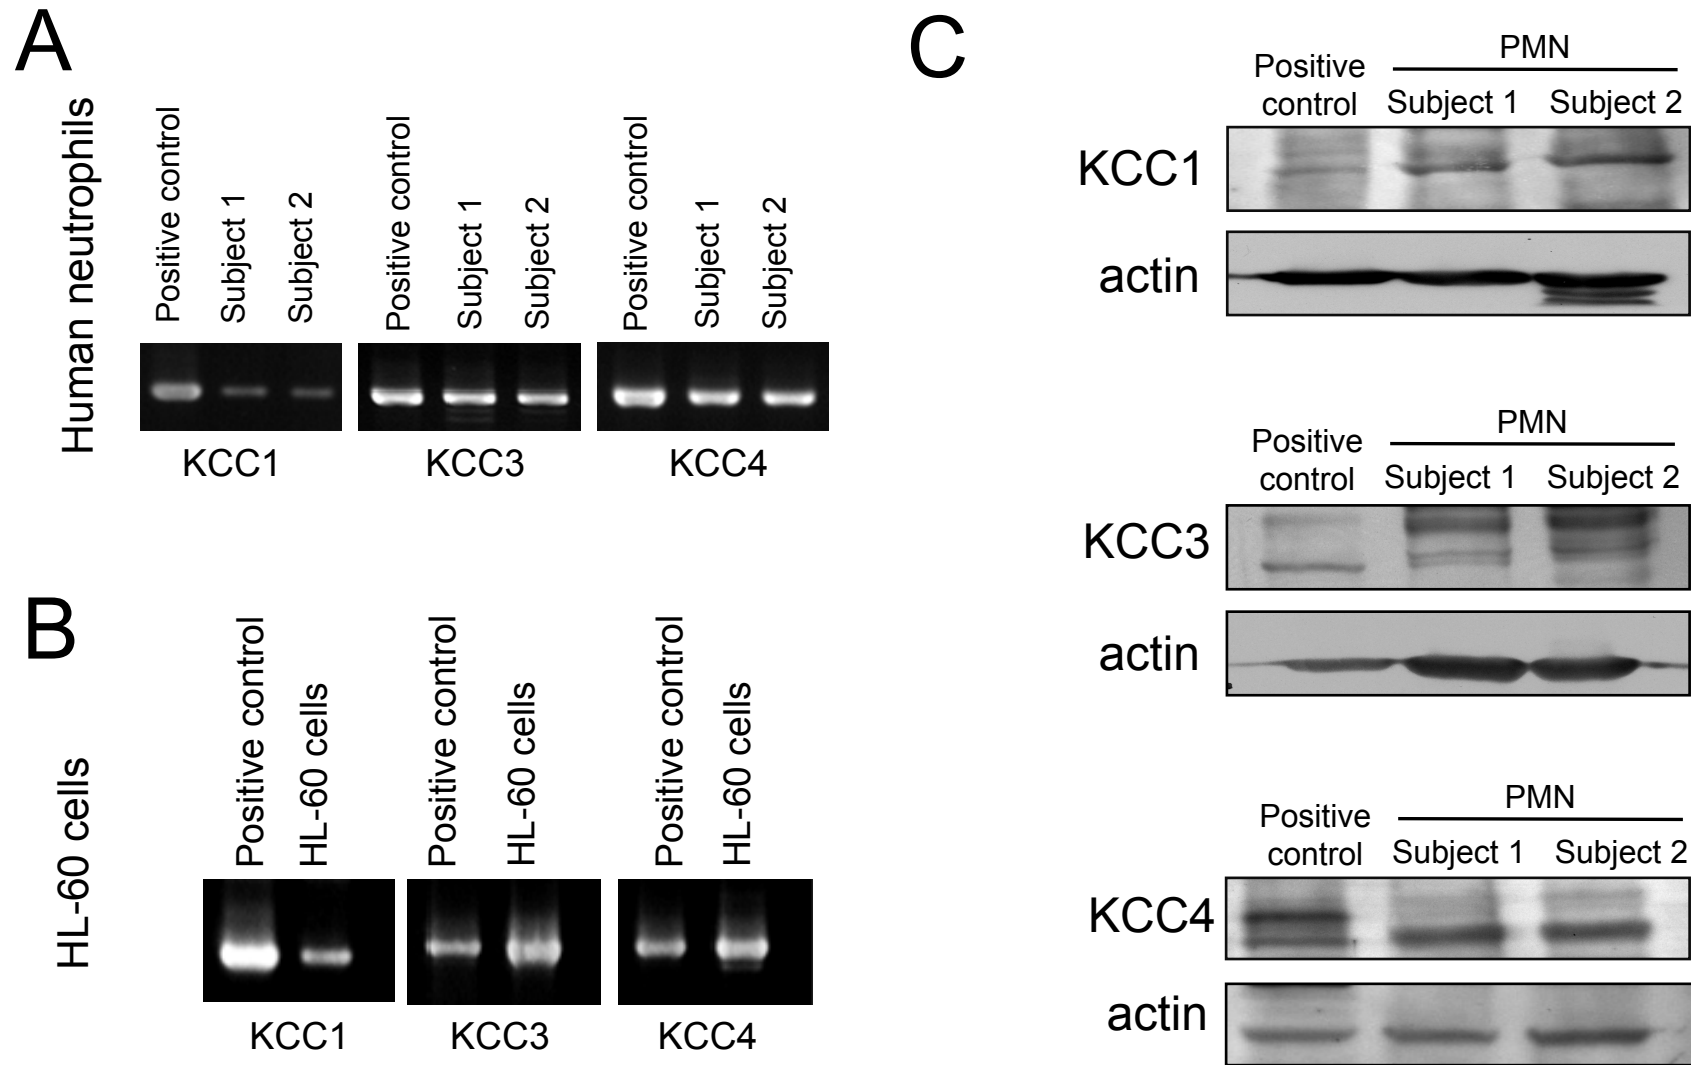 A
Human neutrophils
Positive control
Subject 1
Subject 2
Positive control
Subject 1
Subject 2
Positive control
Subject 1
Subject 2
KCC1
KCC3
KCC4
B
HL-60 cells
Positive control
HL-60 cells
Positive control
HL-60 cells
Positive control
HL-60 cells
KCC1
KCC3
KCC4
C
Positive
control
PMN
Subject 1
Subject 2
KCC1
actin
Positive
control
PMN
Subject 1
Subject 2
KCC3
actin
Positive
control
PMN
Subject 1
Subject 2
KCC4
actin